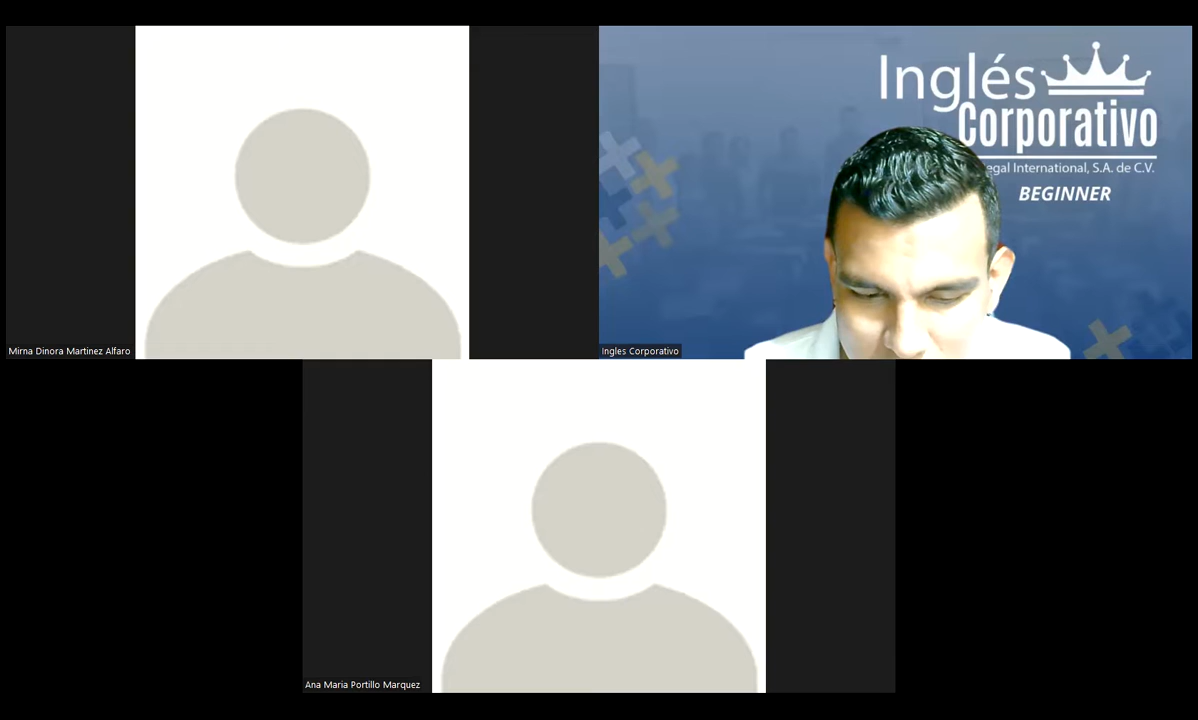 Inglés
Corporativo
egal International, S.A. de C.V.
BEGINNER
Mirna Dinora Martinez Alfaro
Ingles Corporativo
Ana Maria Portillo Marquez